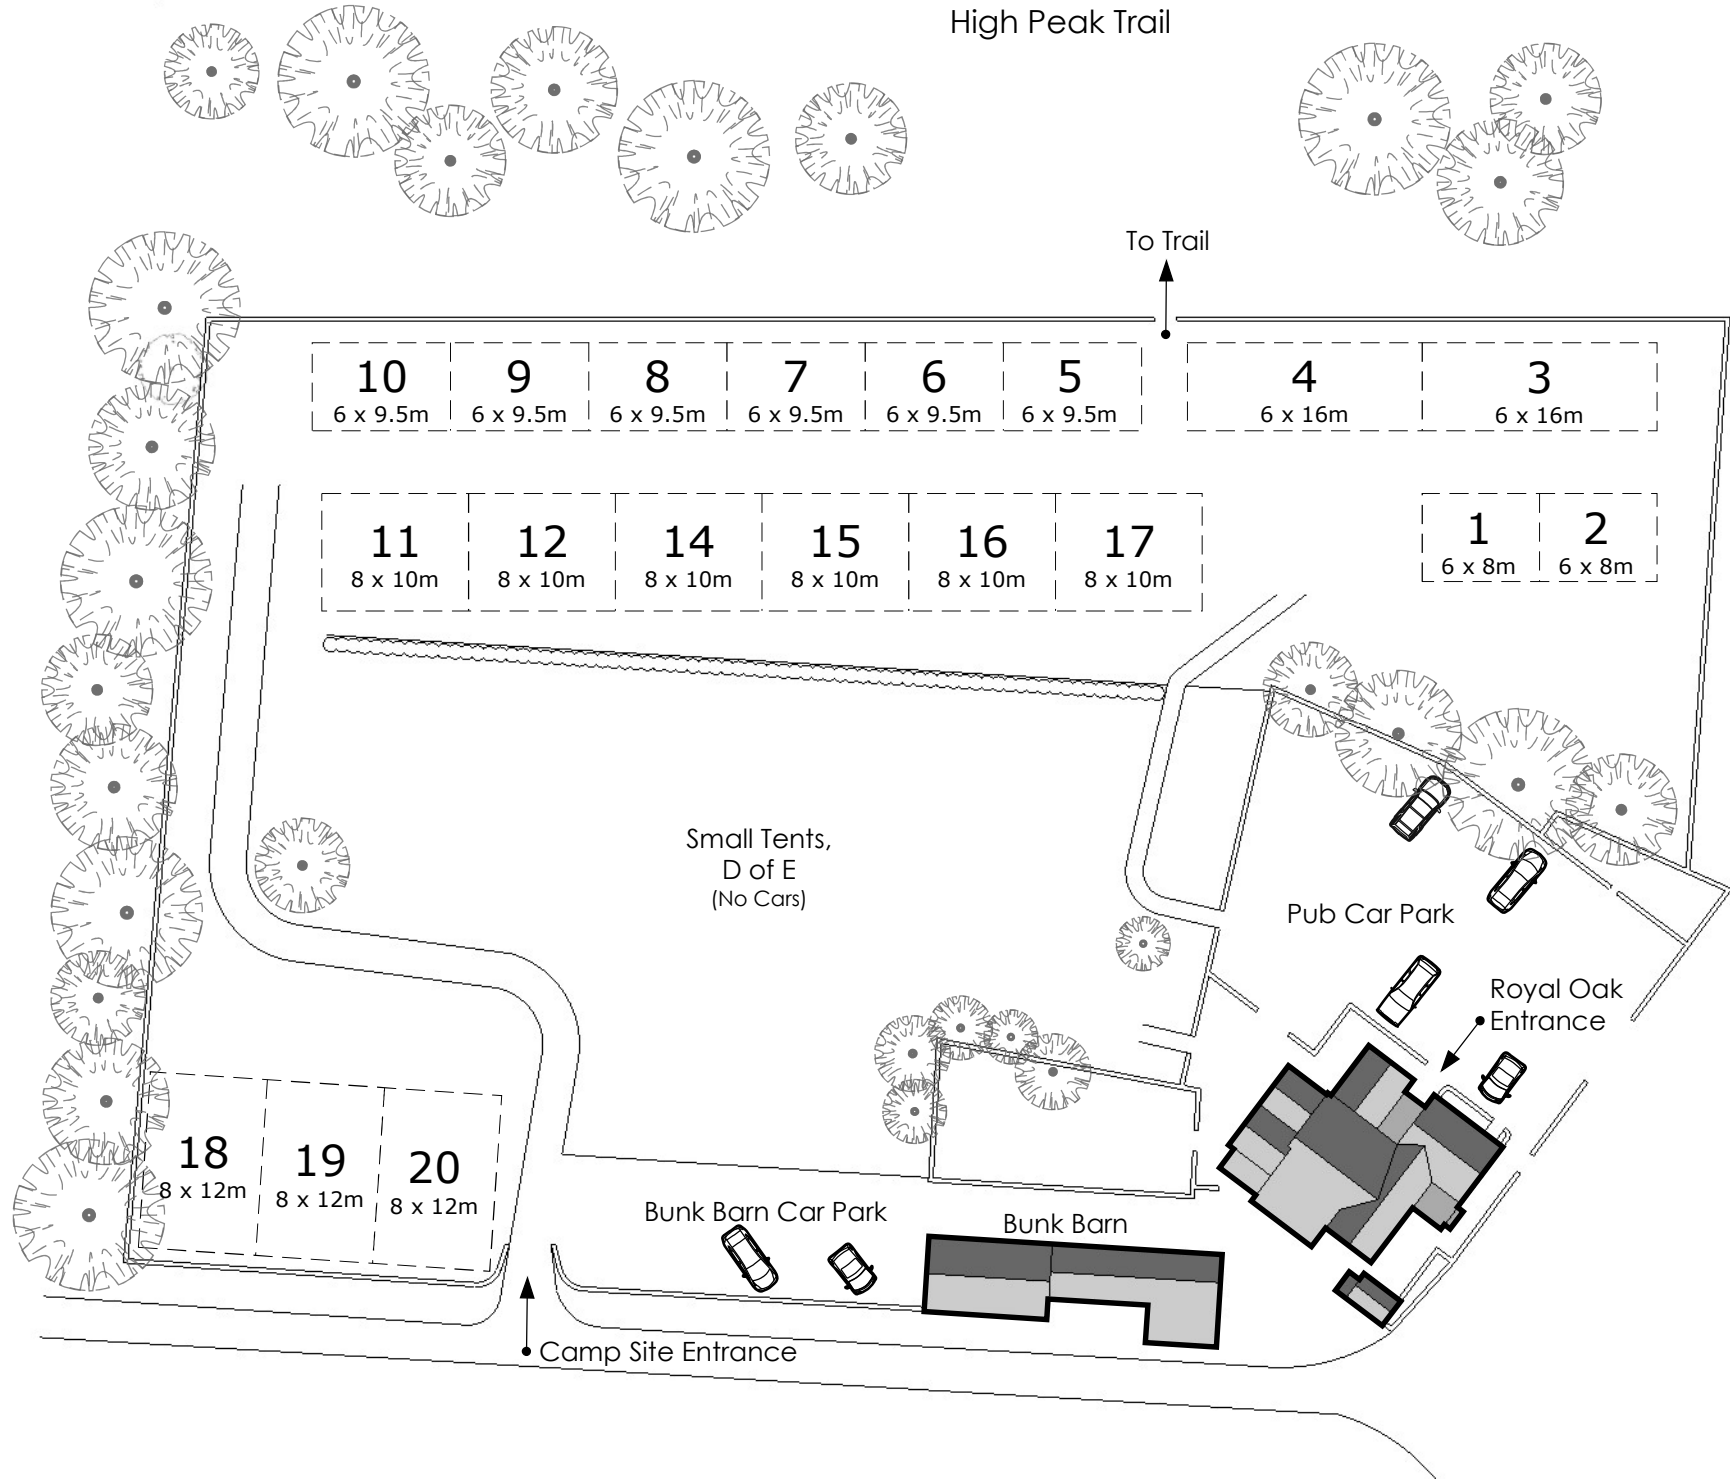 High Peak Trail
To Trail
10
6 x 9.5m
9
6 x 9.5m
8
6 x 9.5m
7
6 x 9.5m
6
6 x 9.5m
5
6 x 9.5m
4
6 x 16m
3
6 x 16m
11
8 x 10m
12
8 x 10m
14
8 x 10m
15
8 x 10m
16
8 x 10m
17
8 x 10m
1
6 x 8m
2
6 x 8m
Small Tents,
D of E
(No Cars)
Pub Car Park
Royal Oak
Entrance
18
8 x 12m
19
8 x 12m
20
8 x 12m
Bunk Barn Car Park
Bunk Barn
Camp Site Entrance